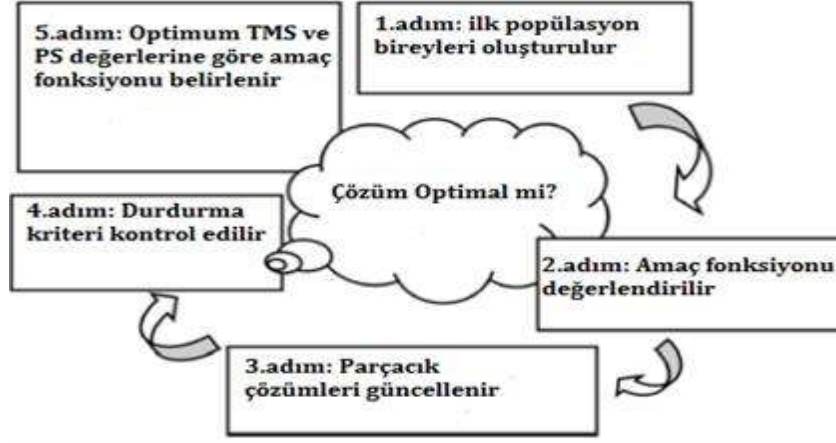 1.adım: ilk popülasyon
bireyleri oluşturulur
2.adım: Amaç fonksiyonu
değerlendirilir
3.adım: Parçacık
çözümleri güncellenir
4.adım: Durdurma
kriteri kontrol edilir
5.adım: Optimum TMS ve
PS değerlerine göre amaç
fonksiyonu belirlenir
Çözüm Optimal mi?